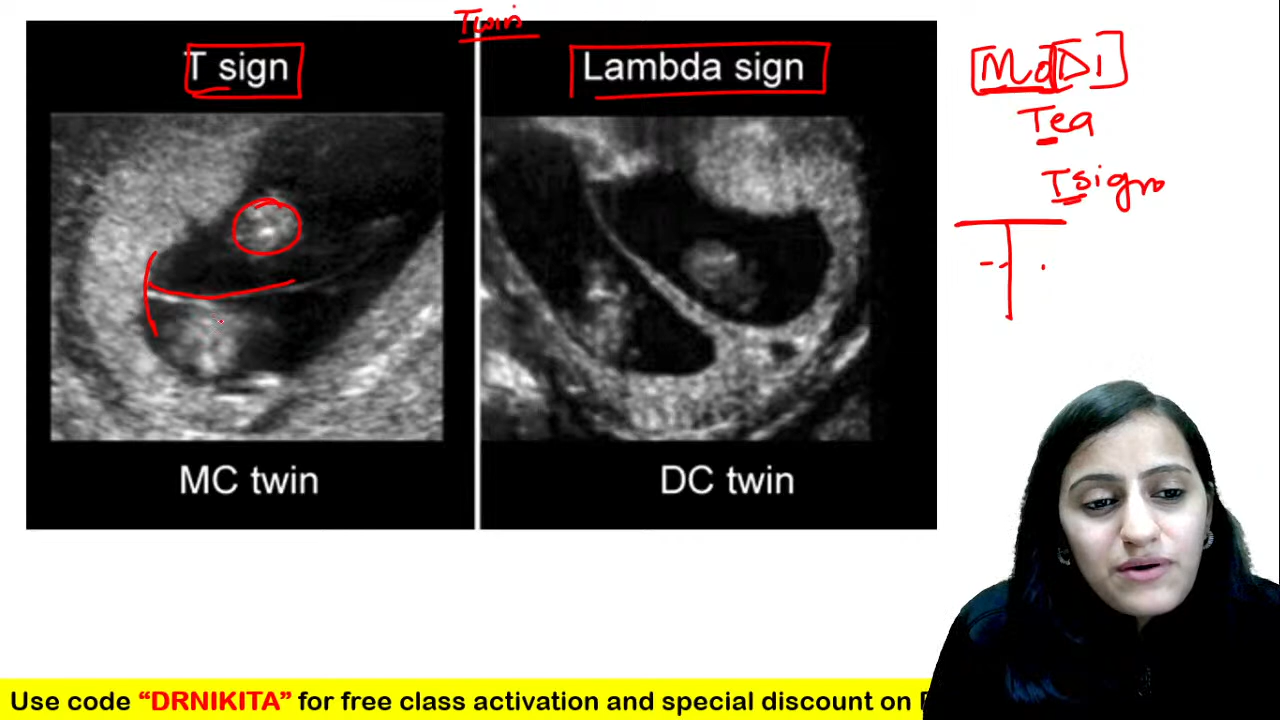 Twin
T sign
Lambda sign
[MoDI]
Tea
T sign
MC twin
DC twin
Use code “DRNIKITA” for free class activation and special discount on